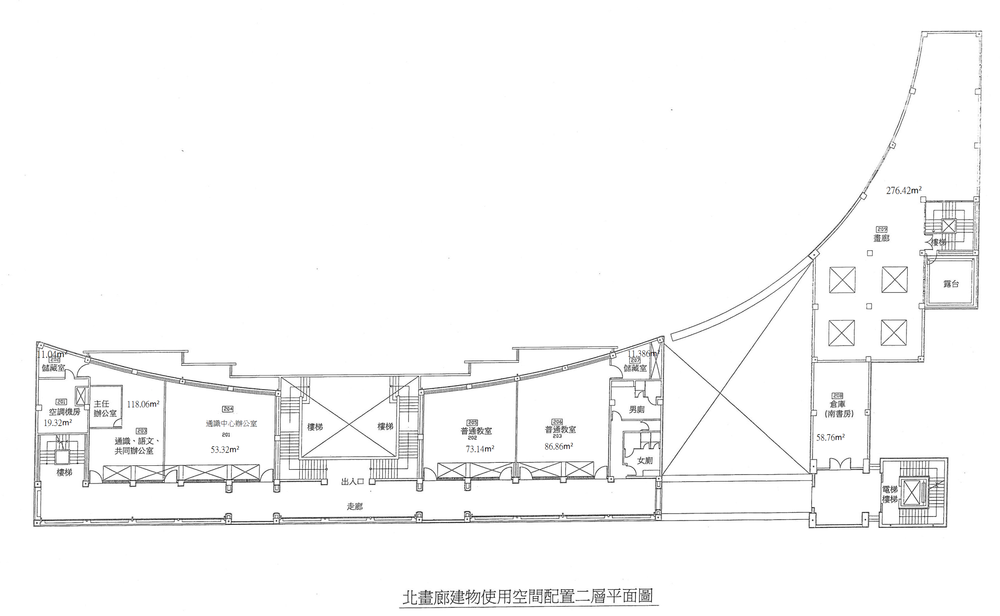 276.42m²
209
畫廊
樓梯
露台
11.04m²
202
儲藏室
201
空調機房
19.32m²
主任
辦公室
118.06m²
203
通識、語文、
共同辦公室
樓梯
204
通識中心辦公室
201
53.32m²
樓梯
樓梯
出入口
走廊
205
普通教室
202
73.14m²
206
普通教室
203
86.86m²
11.386m²
207
儲藏室
男廁
女廁
208
倉庫
(南書房)
58.76m²
電梯
樓梯
北畫廊建物使用空間配置二層平面圖